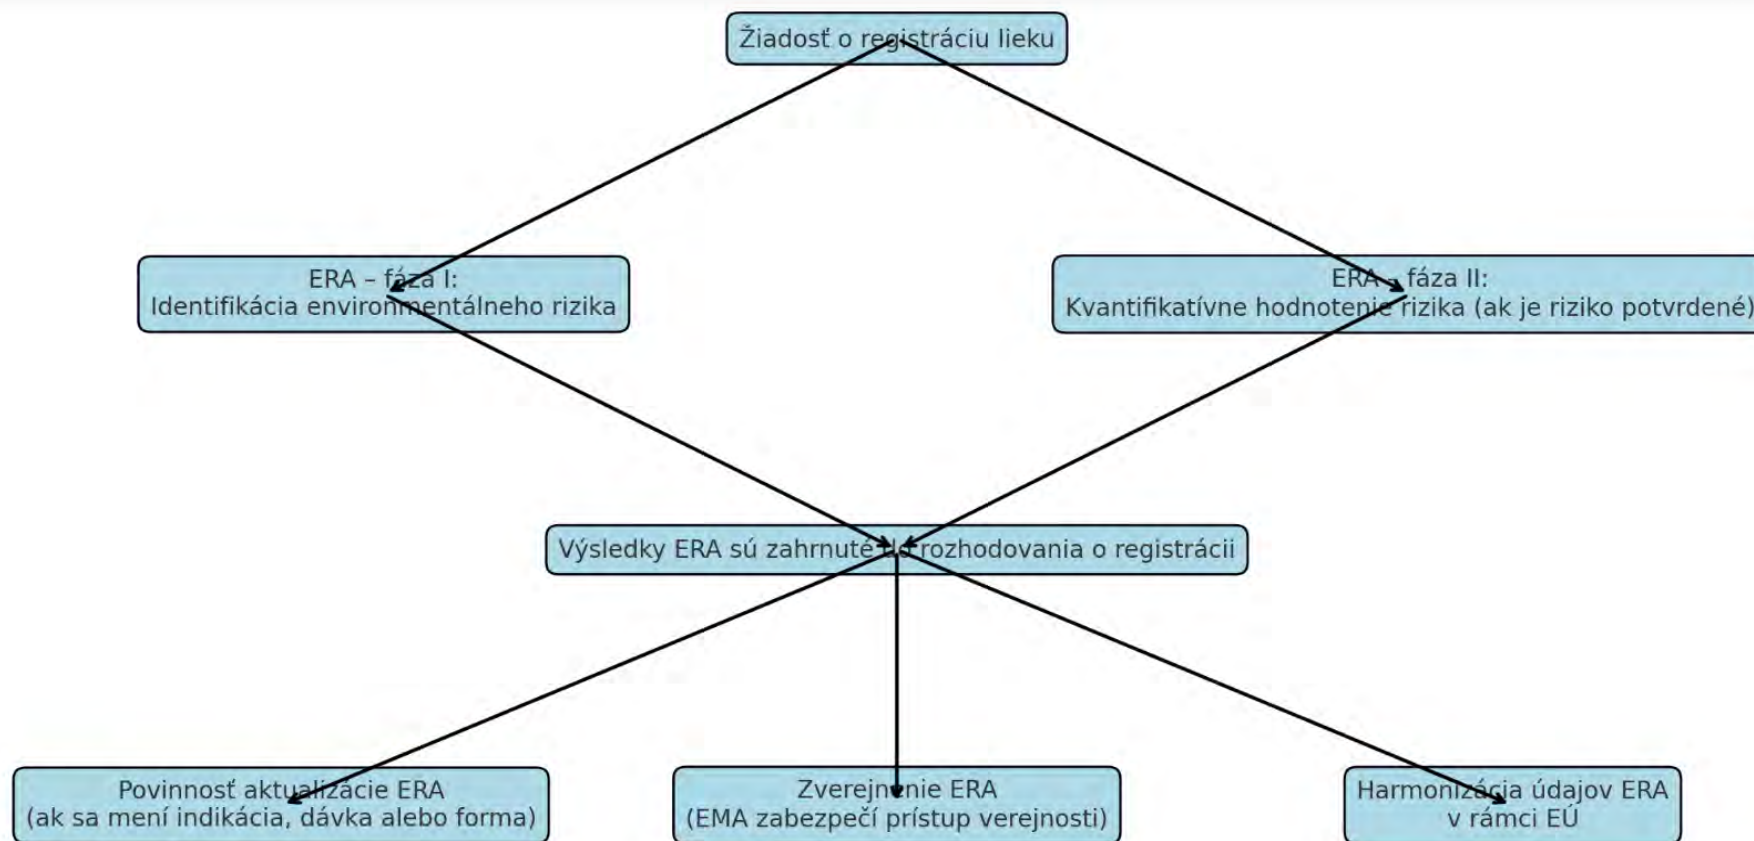 Žiadosť o registráciu lieku
ERA – fáza I:
Identifikácia environmentálneho rizika
ERA – fáza II:
Kvantifikatívne hodnotenie rizika (ak je riziko potvrdené)
Výsledky ERA sú zahrnuté do rozhodovania o registrácii
Povinnosť aktualizácie ERA
(ak sa mení indikácia, dávka alebo forma)
Zverejnenie ERA
(EMA zabezpečí prístup verejnosti)
Harmonizácia údajov ERA
v rámci EÚ